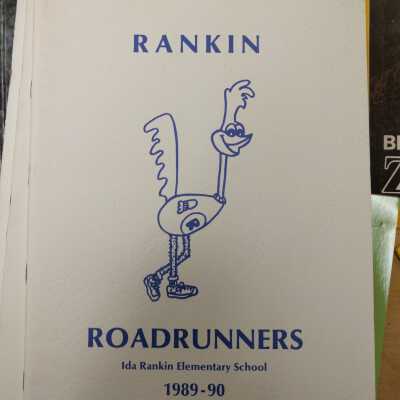 RANKIN
R
ROADRUNNERS
Ida Rankin Elementary School
1989-90